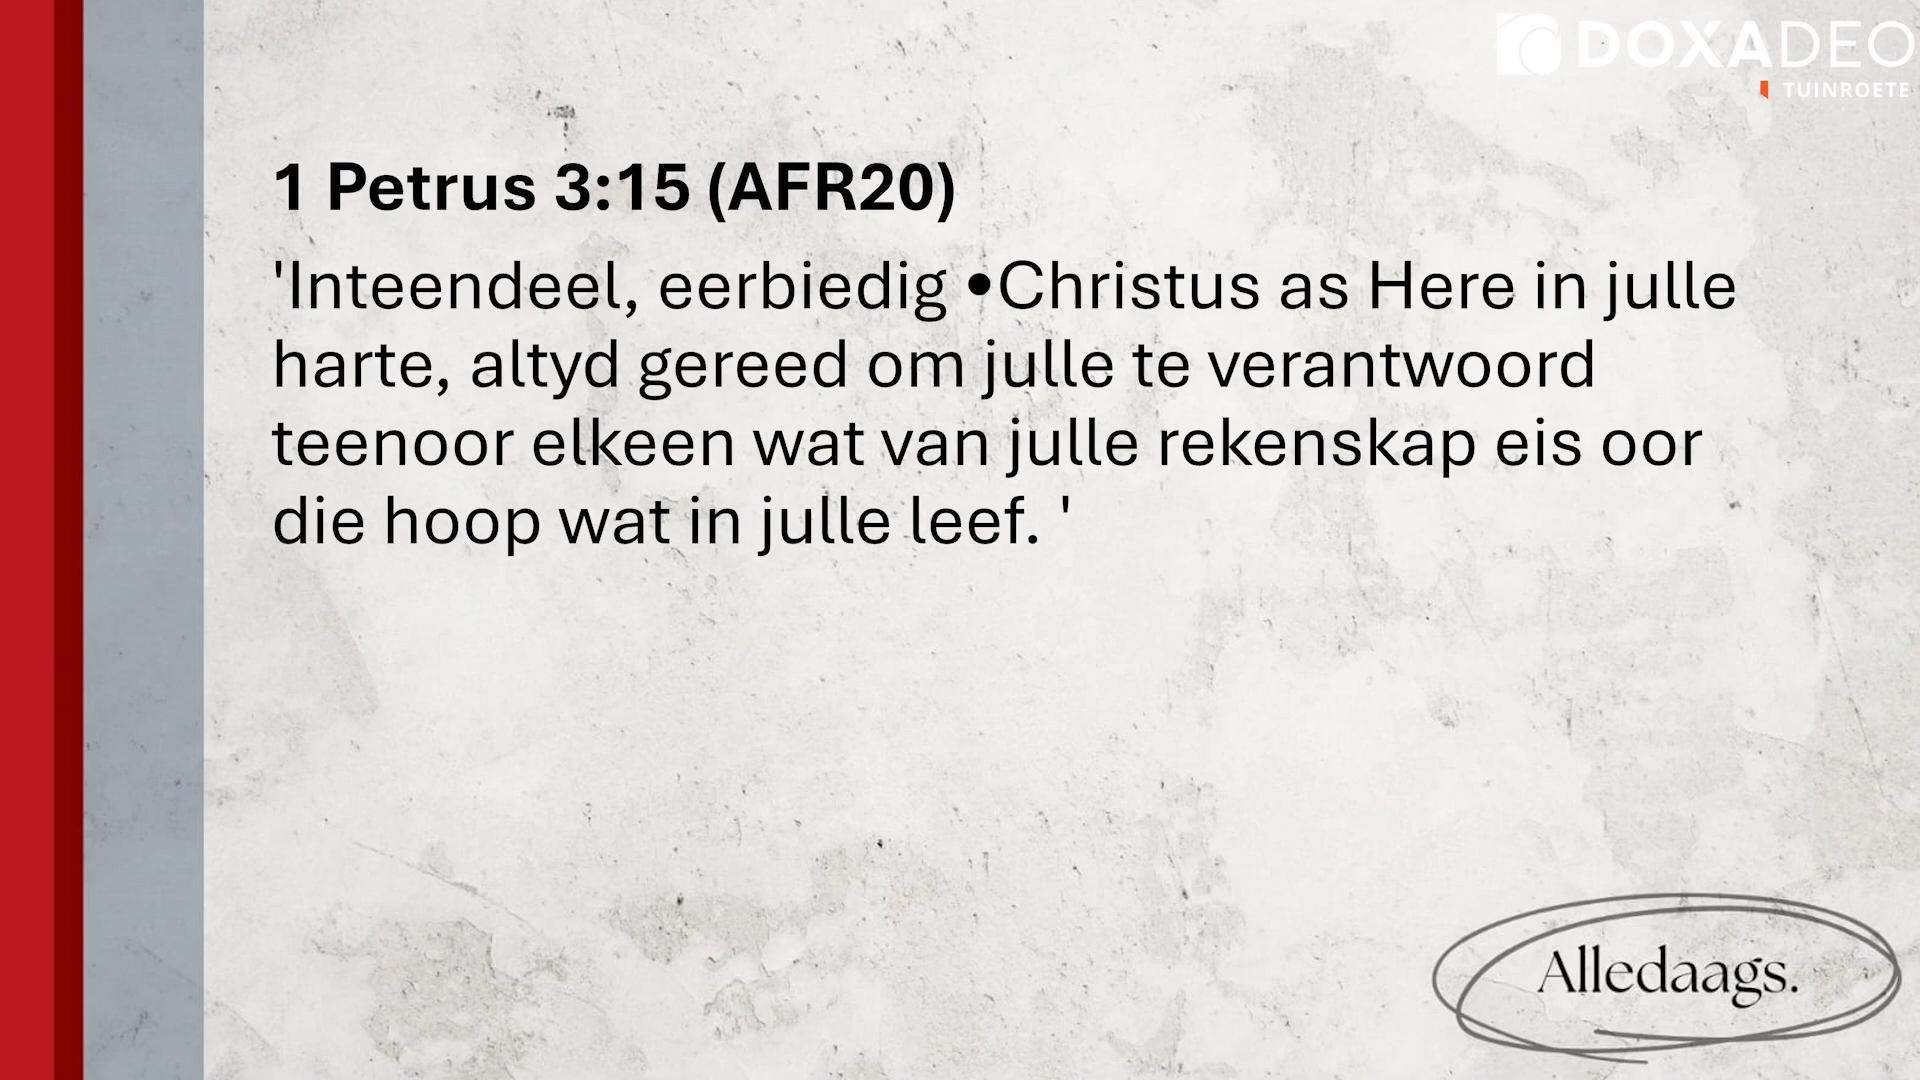 DOXADEO
TUINROETE
1 Petrus 3:15 (AFR20)
'Inteendeel, eerbiedig •Christus as Here in julle
harte, altyd gereed om julle te verantwoord
teenoor elkeen wat van julle rekenskap eis oor
die hoop wat in julle leef. '
Alledaags.